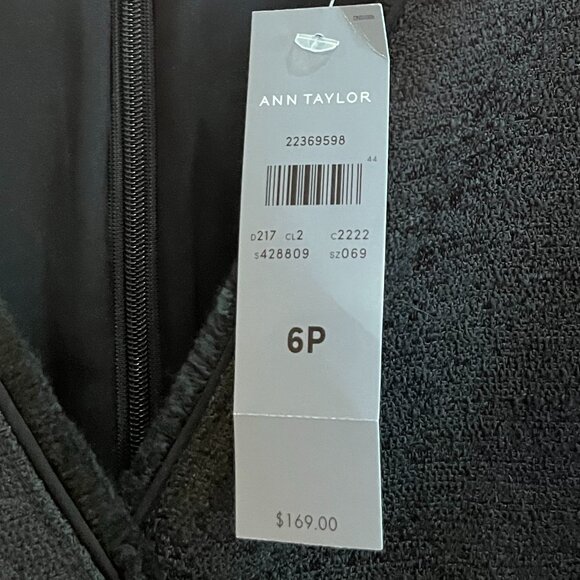 ANN TAYLOR
22369598
44
D217 CL2 C2222
S428809 SZ069
6P
$169.00